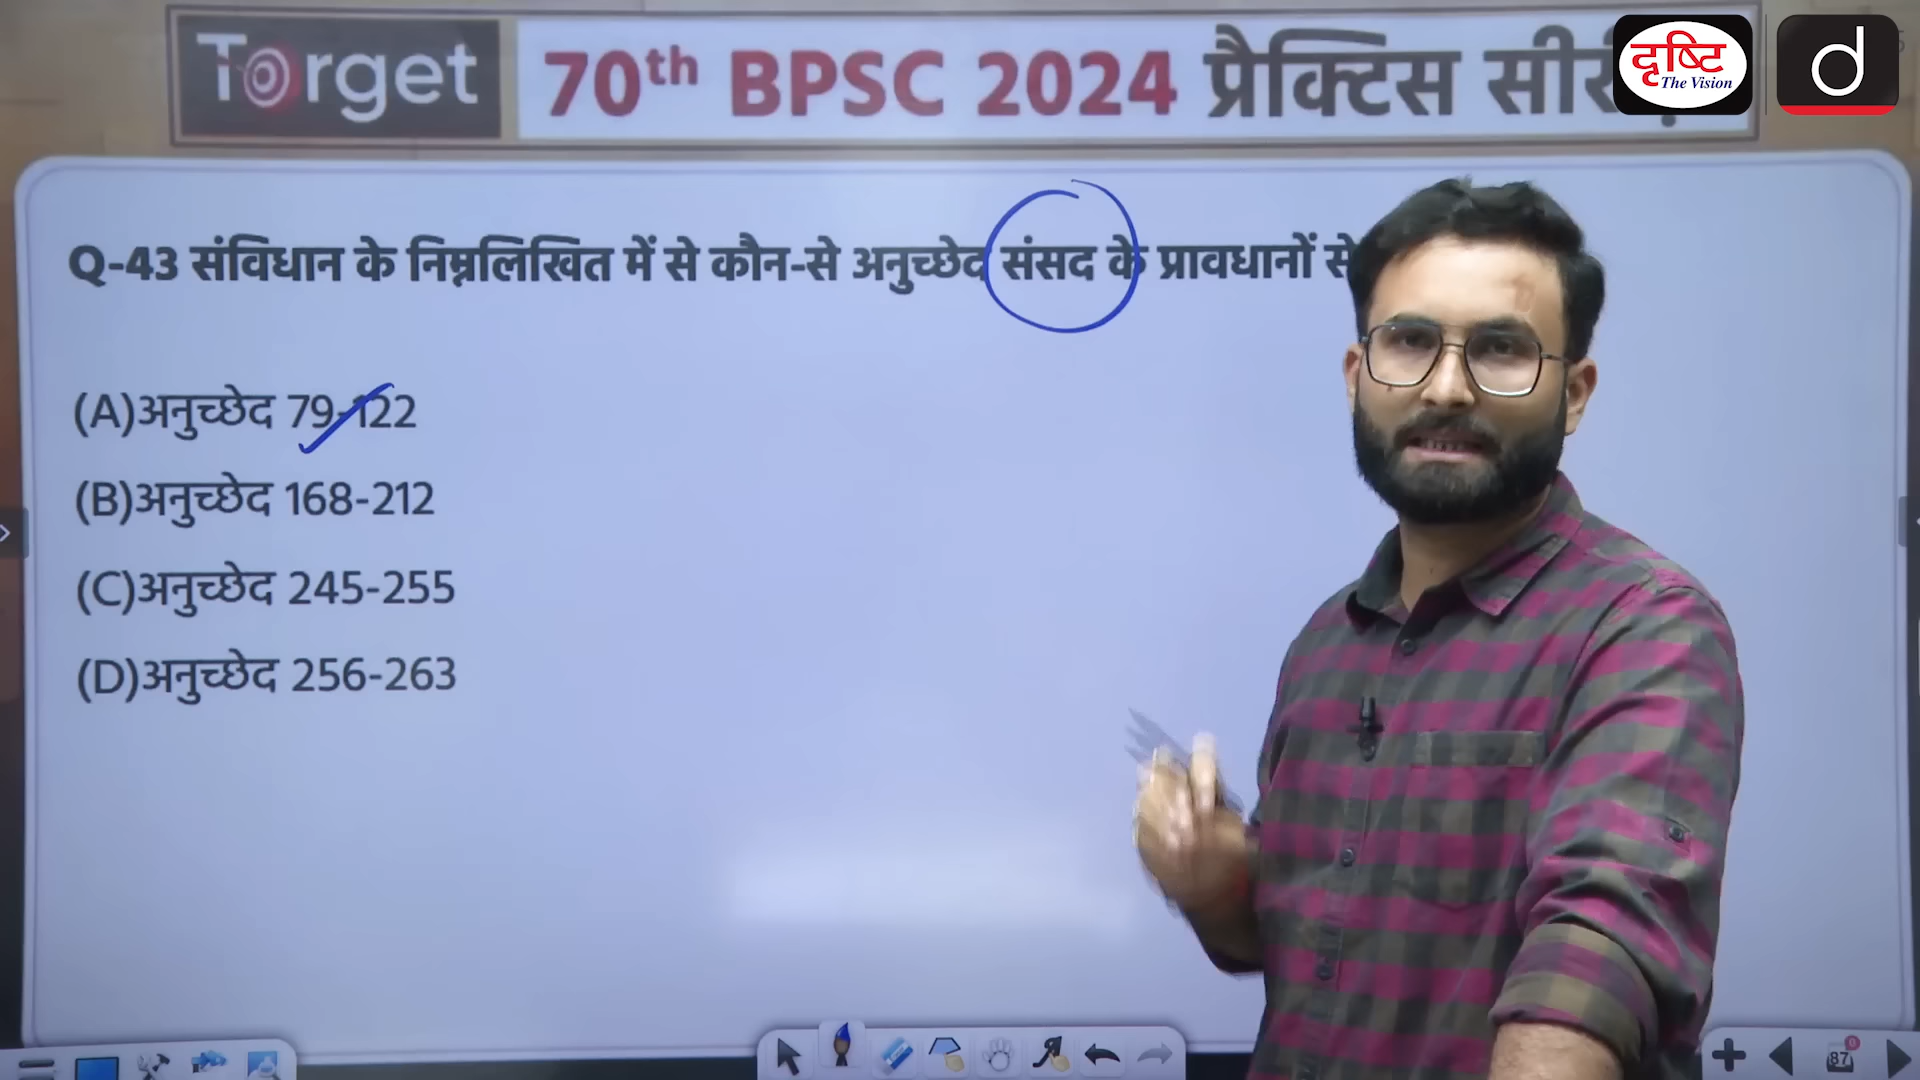 Target
70th BPSC 2024 प्रैक्टिस
दृष्टि
The Vision
d
Q-43 संविधान के निम्नलिखित में से कौन-से अनुच्छेद संसद के प्रावधानों से
(A)अनुच्छेद 79-122
(B)अनुच्छेद 168-212
(C)अनुच्छेद 245-255
(D)अनुच्छेद 256-263
87